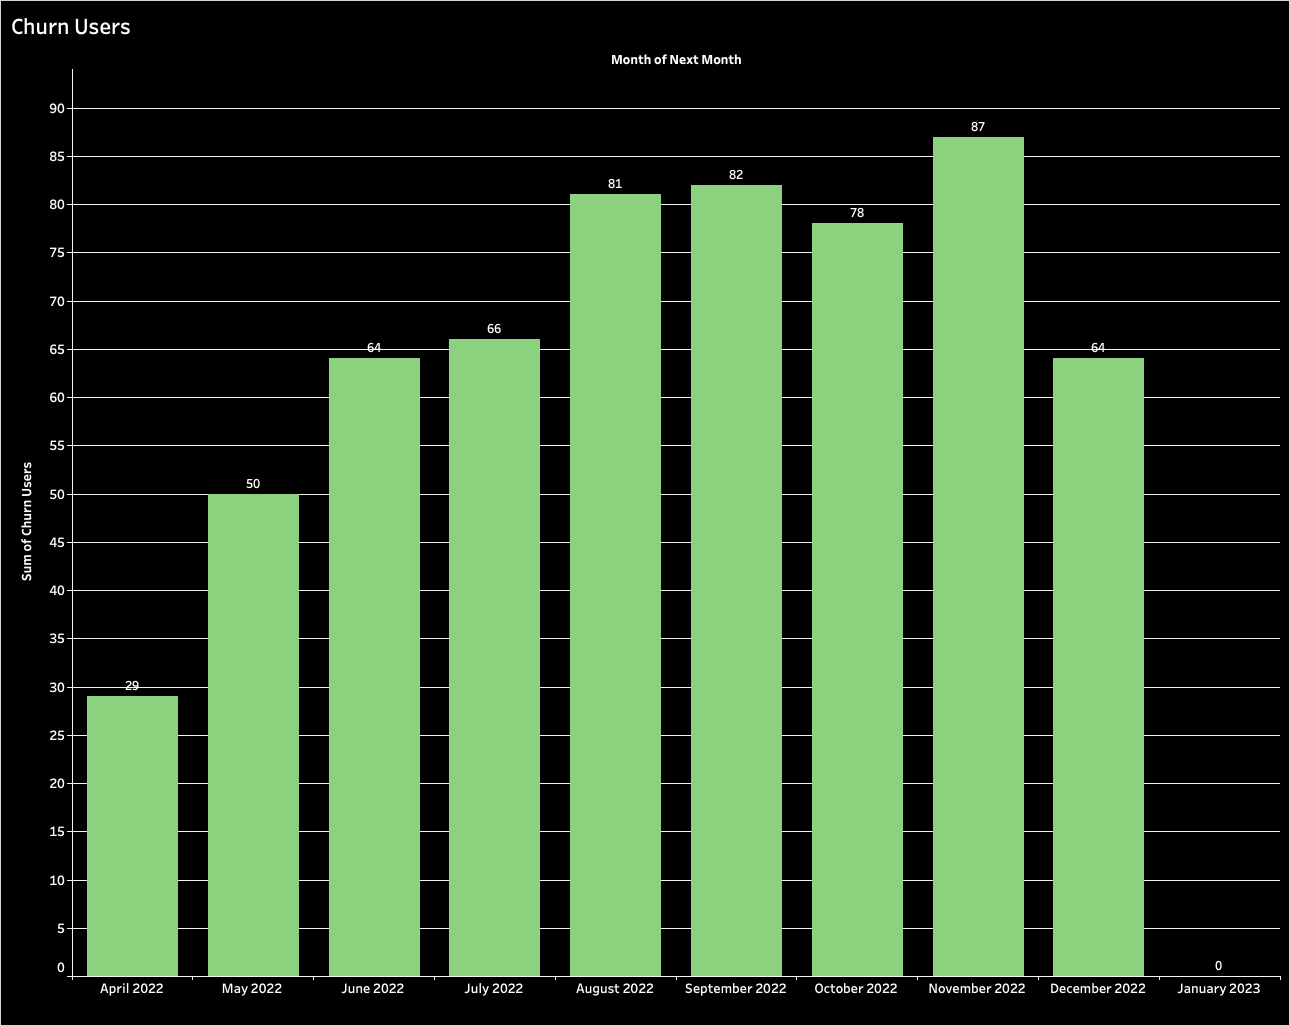 Churn Users
Month of Next Month
Sum of Churn Users
90
85
80
75
70
65
60
55
50
45
40
35
30
25
20
15
10
5
0
29
50
64
66
81
82
78
87
64
0
April 2022
May 2022
June 2022
July 2022
August 2022
September 2022
October 2022
November 2022
December 2022
January 2023